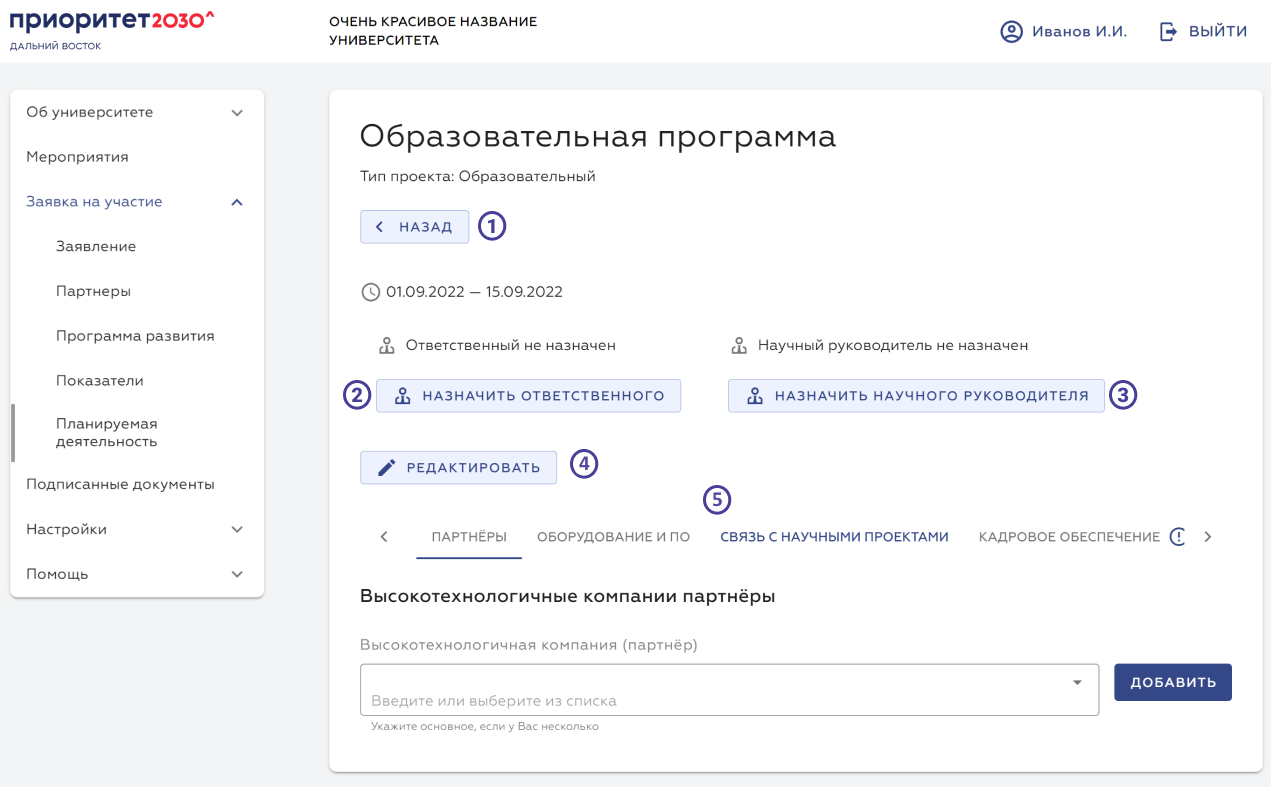 приоритет2030^
ДАЛЬНИЙ ВОСТОК
ОЧЕНЬ КРАСИВОЕ НАЗВАНИЕ
УНИВЕРСИТЕТА
Иванов И.И.
ВЫЙТИ
Об университете
Мероприятия
Заявка на участие
Заявление
Партнеры
Программа развития
Показатели
Планируемая
деятельность
Подписанные документы
Настройки
Помощь
Образовательная программа
Тип проекта: Образовательный
НАЗАД 1
01.09.2022 — 15.09.2022
Ответственный не назначен
Научный руководитель не назначен
2 НАЗНАЧИТЬ ОТВЕТСТВЕННОГО
НАЗНАЧИТЬ НАУЧНОГО РУКОВОДИТЕЛЯ 3
РЕДАКТИРОВАТЬ 4
5
ПАРТНЁРЫ ОБОРУДОВАНИЕ И ПО СВЯЗЬ С НАУЧНЫМИ ПРОЕКТАМИ КАДРОВОЕ ОБЕСПЕЧЕНИЕ
Высокотехнологичные компании партнёры
Высокотехнологичная компания (партнёр)
Введите или выберите из списка
ДОБАВИТЬ
Укажите основное, если у Вас несколько